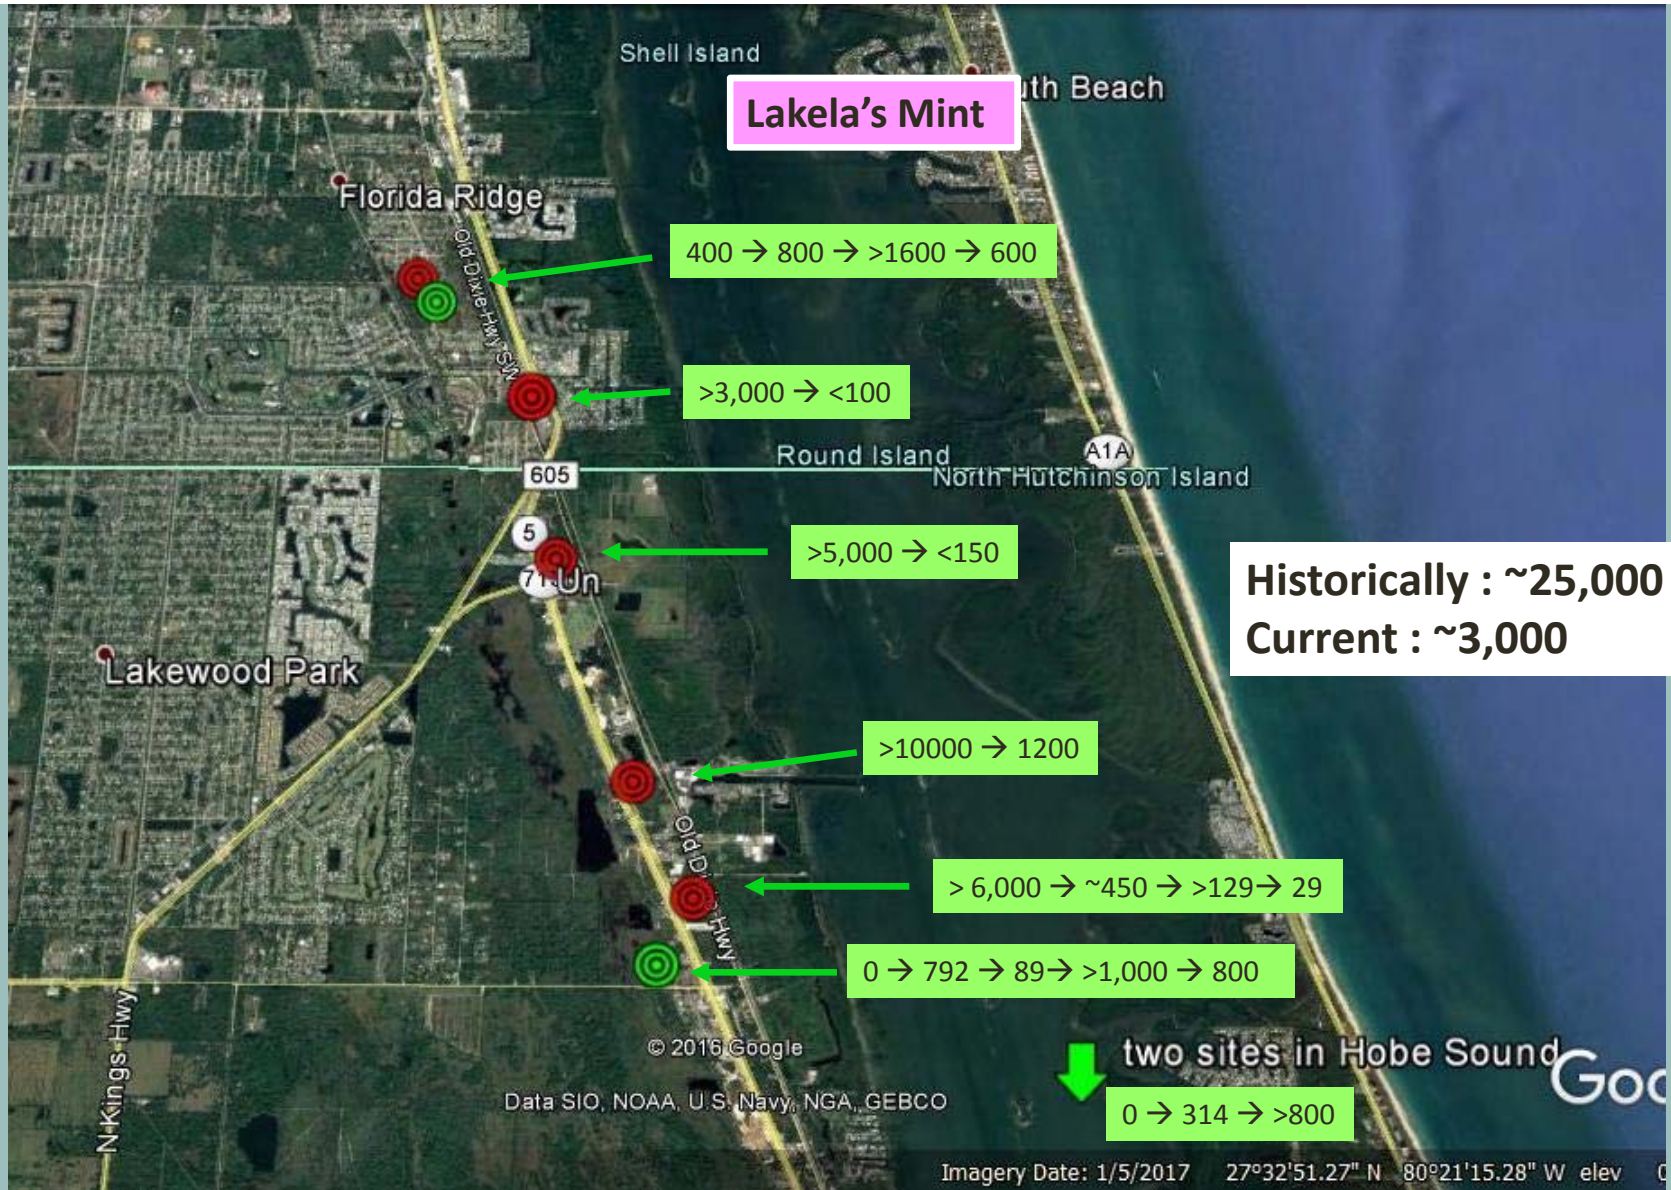 Shell Island
uth Beach
Lakela’s Mint
Florida Ridge
Old Dixie Hwy SW
400 → 800 → >1600 → 600
>3,000 → <100
A1A
Round Island
605
North Hutchinson Island
5
>5,000 → <150
Un
Historically : ~25,000
Current : ~3,000
Lakewood Park
>10000 → 1200
> 6,000 → ~450 → >129→ 29
Hwy
0 → 792 → 89→ >1,000 → 800
N Kings Hwy
© 2016 Google
two sites in Hobe Sound
Goo
Data SIO, NOAA, U.S. Navy, NGA, GEBCO
0 → 314 → >800
Imagery Date: 1/5/2017 27°32'51.27" N 80°21'15.28" W elev